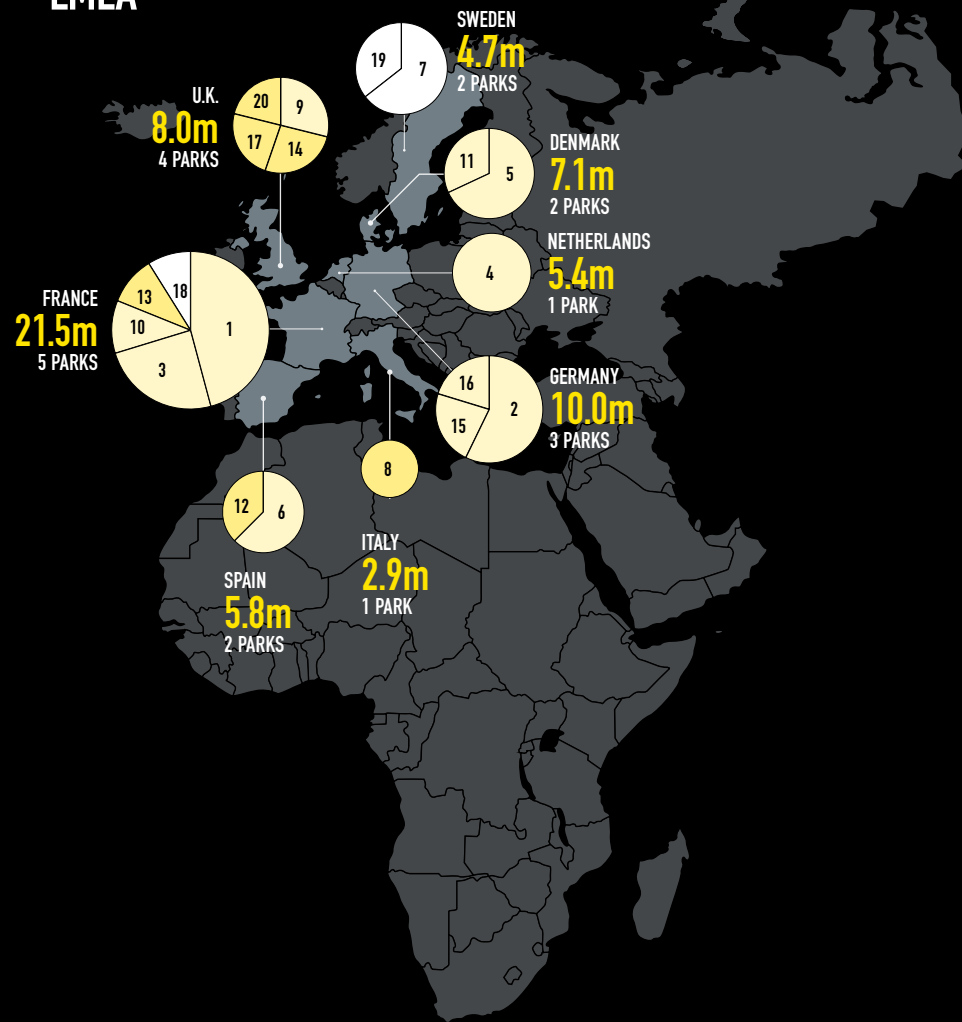 EMEA
SWEDEN
4.7m
2 PARKS
19
7
U.K.
8.0m
4 PARKS
20
9
17
14
DENMARK
7.1m
2 PARKS
11
5
NETHERLANDS
5.4m
1 PARK
4
FRANCE
21.5m
5 PARKS
13
18
10
1
3
GERMANY
10.0m
3 PARKS
16
2
15
8
ITALY
2.9m
1 PARK
12
6
SPAIN
5.8m
2 PARKS